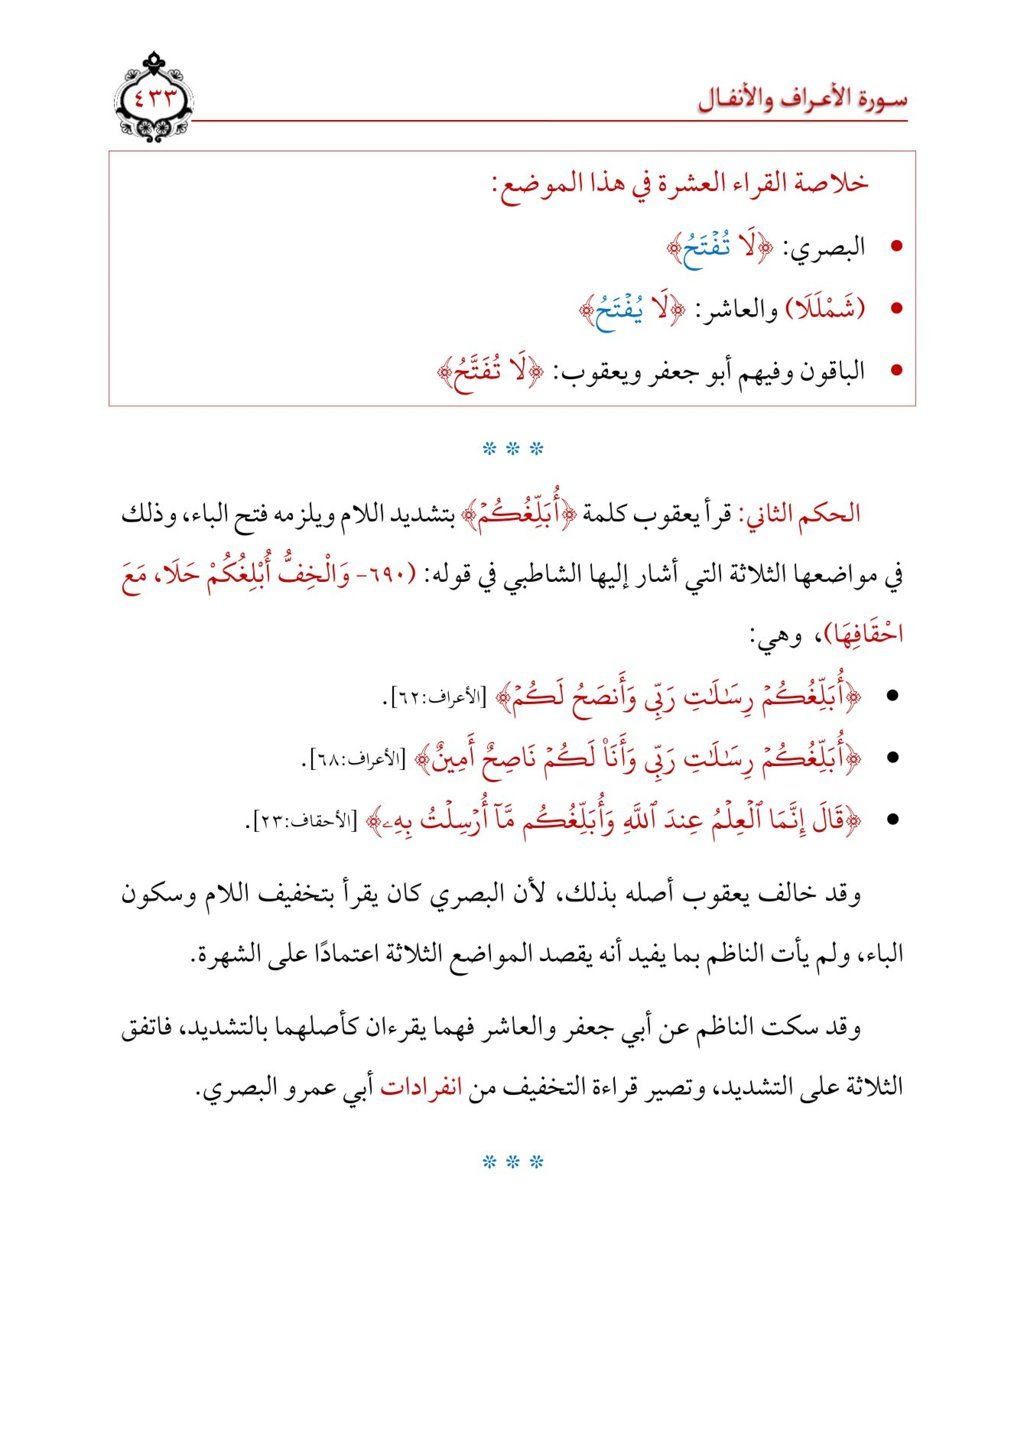 سورة الأعراف والأنفال
٤٣٣
خلاصة القراء العشرة في هذا الموضع:
• البصري: ﴿لَا تُفْتَحُ﴾
• (شَمْلَلَا) والعاشر: ﴿لَا يُفْتَحُ﴾
• الباقون وفيهم أبو جعفر ويعقوب: ﴿لَا تُفَتَّحُ﴾
* * *
الحكم الثاني: قرأ يعقوب كلمة ﴿أُبَلِّغُكُمۡ﴾ بتشديد اللام ويلزمه فتح الباء، وذلك
في مواضعها الثلاثة التي أشار إليها الشاطبي في قوله: (٦٩٠- وَالْخِفُّ أُبْلِغُكُمْ حَلَا، مَعَ
احْقَافِهَا)، وهي:
• ﴿أُبَلِّغُكُمۡ رِسَٰلَٰتِ رَبِّي وَأَنصَحُ لَكُمۡ﴾ [الأعراف:٦٢].
• ﴿أُبَلِّغُكُمۡ رِسَٰلَٰتِ رَبِّي وَأَنَا۠ لَكُمۡ نَاصِحٌ أَمِينٌ﴾ [الأعراف:٦٨].
• ﴿قَالَ إِنَّمَا ٱلۡعِلۡمُ عِندَ ٱللَّهِ وَأُبَلِّغُكُم مَّآ أُرۡسِلۡتُ بِهِۦ﴾ [الأحقاف:٢٣].
وقد خالف يعقوب أصله بذلك، لأن البصري كان يقرأ بتخفيف اللام وسكون
الباء، ولم يأت الناظم بما يفيد أنه يقصد المواضع الثلاثة اعتمادًا على الشهرة.
وقد سكت الناظم عن أبي جعفر والعاشر فهما يقرءان كأصلهما بالتشديد، فاتفق
الثلاثة على التشديد، وتصير قراءة التخفيف من انفرادات أبي عمرو البصري.
* * *